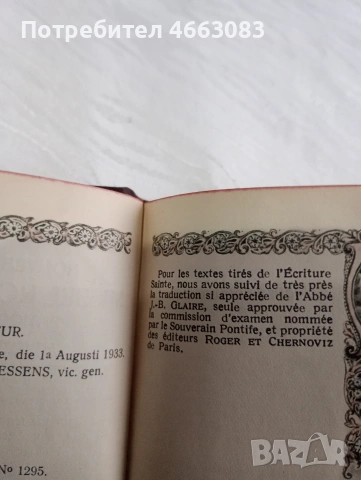 Потребител 4663083
TUR.
e, die 1a Augusti 1933.
ESSENS, vic. gen.
No 1295.
Pour les textes tirés de l'Écriture
Sainte, nous avons suivi de très près
la traduction si appréciée de l'Abbé
J.-B. GLAIRE, seule approuvée par
la commission d'examen nommée
par le Souverain Pontife, et propriété
des éditeurs ROGER ET CHERNOVIZ
de Paris.
bazar